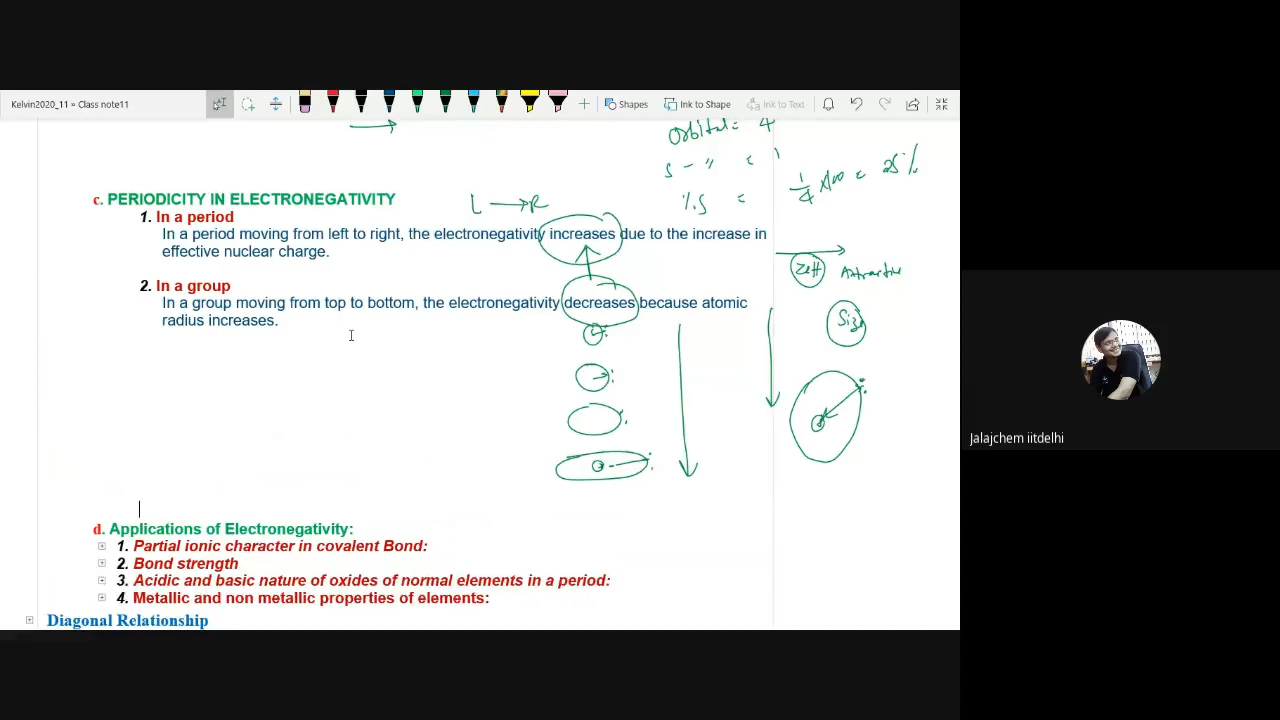 Kelvin2020_11 » Class note11
Shapes
Ink to Shape
Ink to Text
Orbital = 4
S - " = 1
% S = 1/4 x100 = 25 %
c. PERIODICITY IN ELECTRONEGATIVITY
L → R
1. In a period
In a period moving from left to right, the electronegativity increases due to the increase in
effective nuclear charge.
Zeff
2. In a group
In a group moving from top to bottom, the electronegativity decreases because atomic
radius increases.
Size
d. Applications of Electronegativity:
1. Partial ionic character in covalent Bond:
2. Bond strength
3. Acidic and basic nature of oxides of normal elements in a period:
4. Metallic and non metallic properties of elements:
Diagonal Relationship
Jalajchem iitdelhi